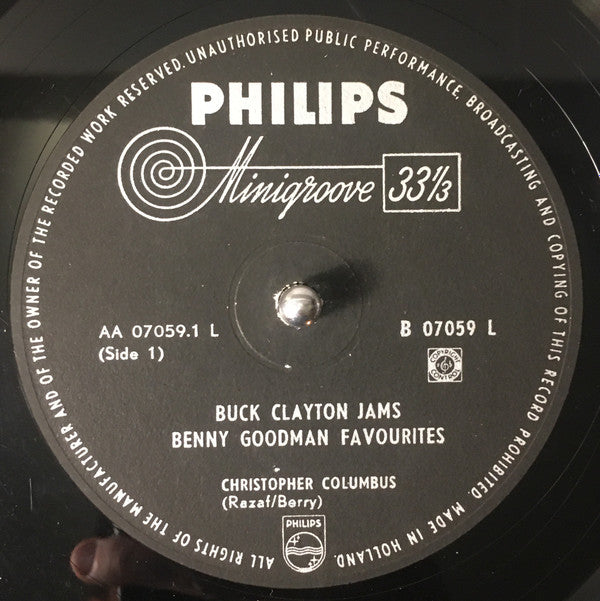 ALL RIGHTS OF THE MANUFACTURER AND OF THE OWNER OF THE RECORDED WORK RESERVED. UNAUTHORISED PUBLIC PERFORMANCE, BROADCASTING AND COPYING OF THIS RECORD PROHIBITED. MADE IN HOLLAND.
PHILIPS
Minigroove 33⅓
AA 07059.1 L
(Side 1)
B 07059 L
COPYRIGHT
CONTROL
BUCK CLAYTON JAMS
BENNY GOODMAN FAVOURITES
CHRISTOPHER COLUMBUS
(Razaf/Berry)
PHILIPS